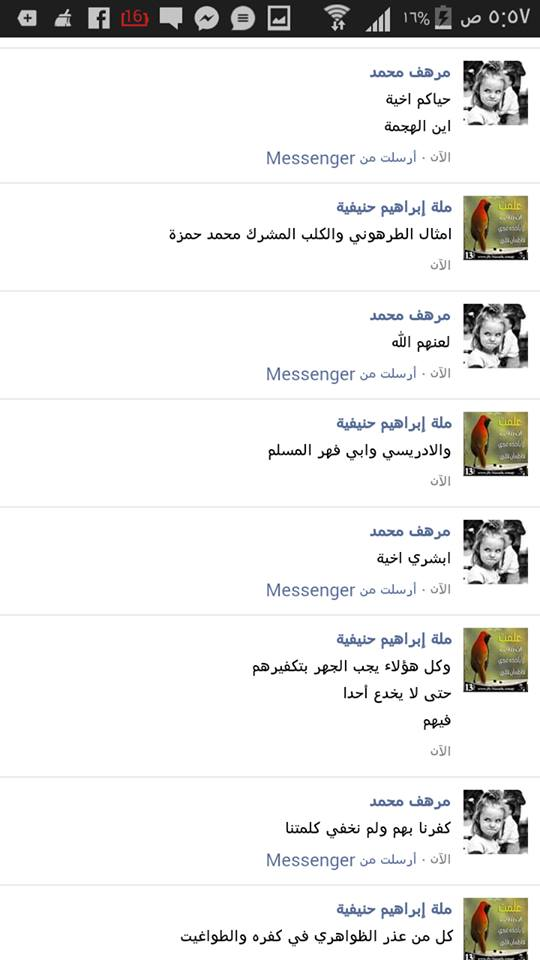 ٥:٥٧ ص
١٦%
16
مرهف محمد
حياكم اخية
اين الهجمة
الآن · أرسلت من Messenger
ملة إبراهيم حنيفية
امثال الطرهوني والكلب المشرك محمد حمزة
الآن
مرهف محمد
لعنهم الله
الآن · أرسلت من Messenger
ملة إبراهيم حنيفية
والادريسي وابي فهر المسلم
الآن
مرهف محمد
ابشري اخية
الآن · أرسلت من Messenger
ملة إبراهيم حنيفية
وكل هؤلاء يجب الجهر بتكفيرهم
حتى لا يخدع أحدا
فيهم
الآن
مرهف محمد
كفرنا بهم ولم نخفي كلمتنا
الآن · أرسلت من Messenger
ملة إبراهيم حنيفية
كل من عذر الظواهري في كفره والطواغيت